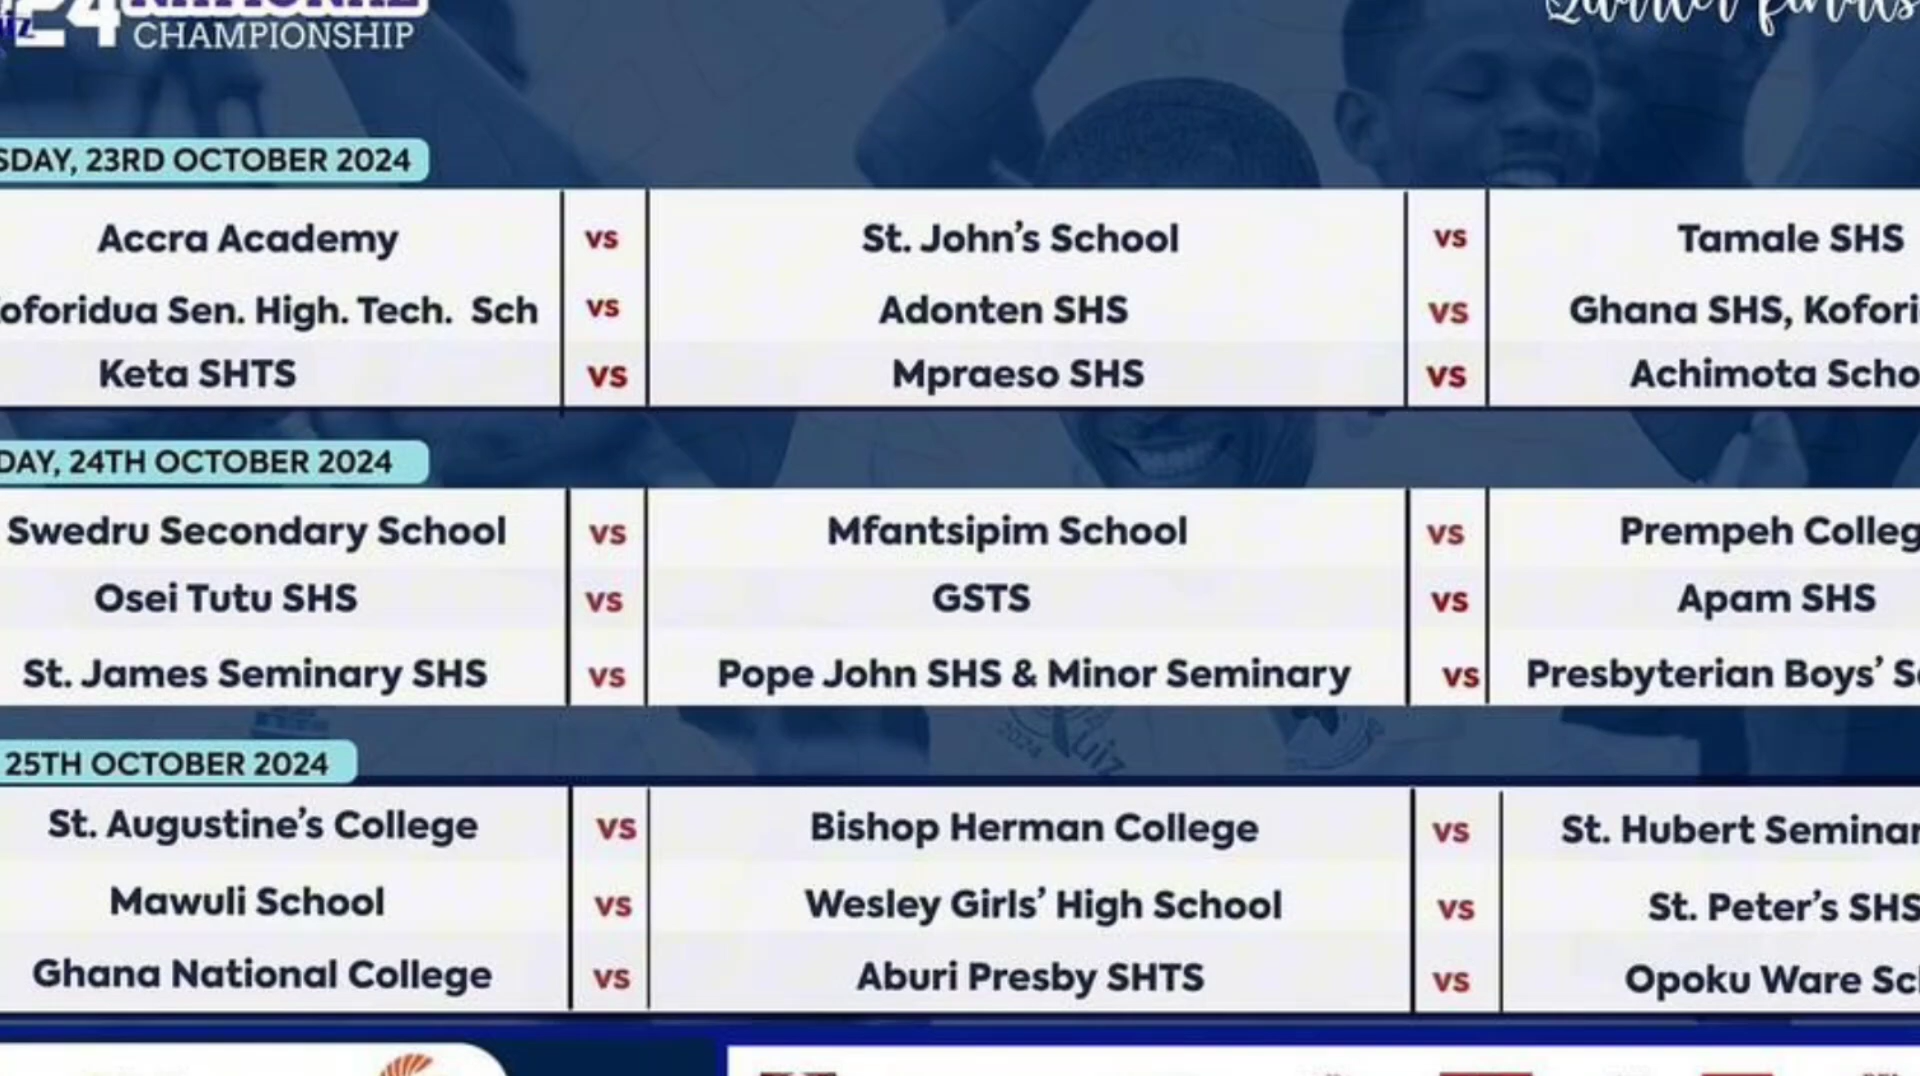 24 NATIONAL
CHAMPIONSHIP
Quarter finals
SDAY, 23RD OCTOBER 2024
Accra Academy vs St. John's School vs Tamale SHS
oforidua Sen. High. Tech. Sch vs Adonten SHS vs Ghana SHS, Kofori
Keta SHTS vs Mpraeso SHS vs Achimota Scho
DAY, 24TH OCTOBER 2024
Swedru Secondary School vs Mfantsipim School vs Prempeh Colleg
Osei Tutu SHS vs GSTS vs Apam SHS
St. James Seminary SHS vs Pope John SHS & Minor Seminary vs Presbyterian Boys' S
25TH OCTOBER 2024
St. Augustine's College vs Bishop Herman College vs St. Hubert Seminar
Mawuli School vs Wesley Girls' High School vs St. Peter's SHS
Ghana National College vs Aburi Presby SHTS vs Opoku Ware Sc